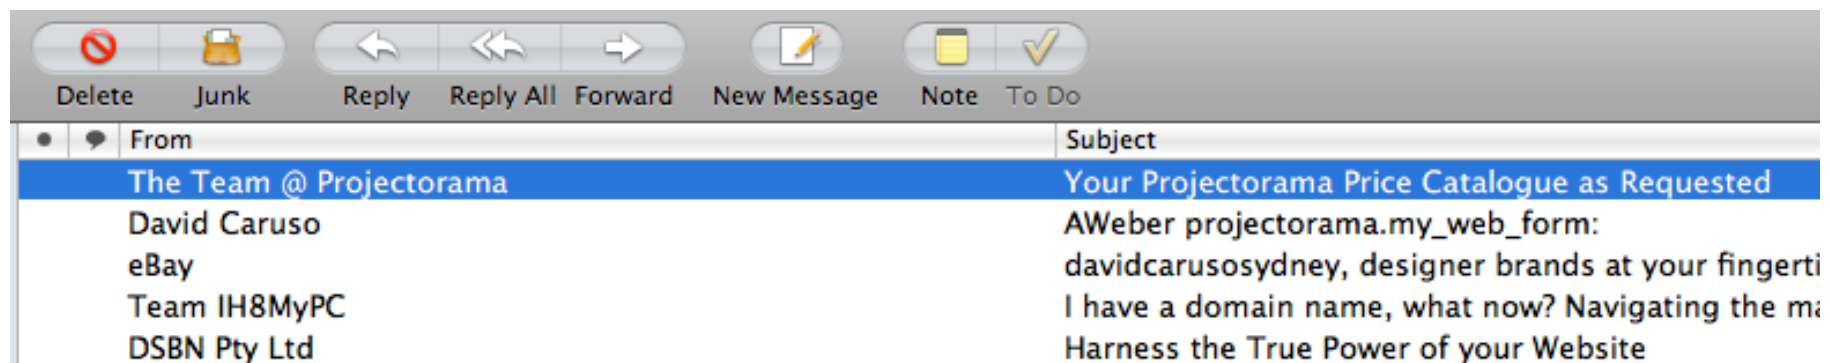 Delete Junk Reply Reply All Forward New Message Note To Do
From Subject
The Team @ Projectorama Your Projectorama Price Catalogue as Requested
David Caruso AWeber projectorama.my_web_form:
eBay davidcarusosydney, designer brands at your fingerti
Team IH8MyPC I have a domain name, what now? Navigating the ma
DSBN Pty Ltd Harness the True Power of your Website